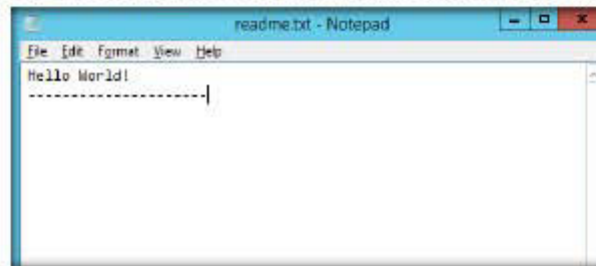 readme.txt - Notepad
File Edit Format View Help
Hello World!
---------------------